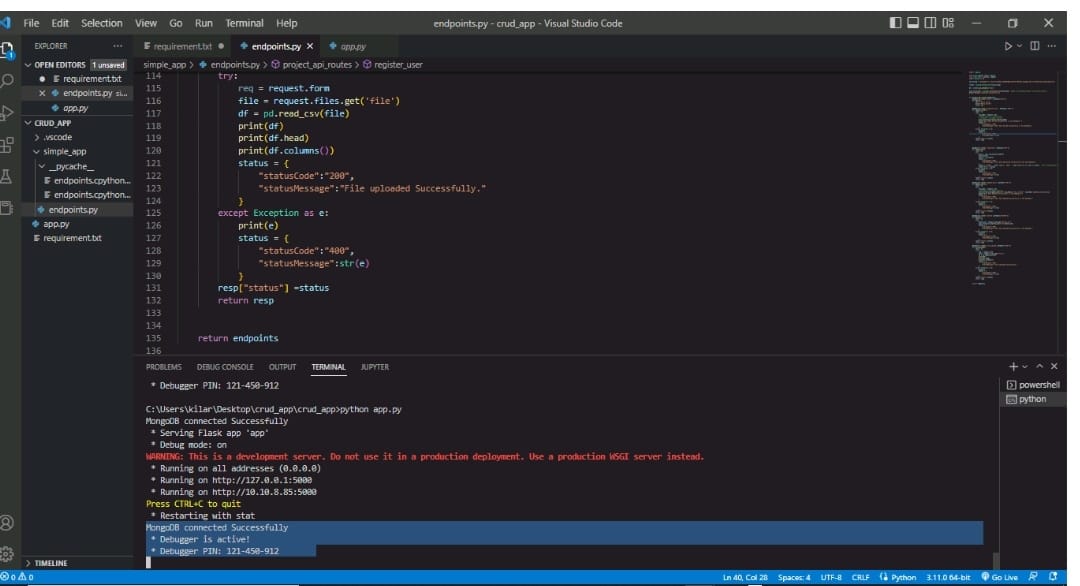 File Edit Selection View Go Run Terminal Help endpoints.py - crud_app - Visual Studio Code
EXPLORER
OPEN EDITORS 1 unsaved
requirement.txt
endpoints.py si...
app.py
CRUD_APP
.vscode
simple_app
__pycache__
endpoints.cpython...
endpoints.cpython...
endpoints.py
app.py
requirement.txt
TIMELINE
requirement.txt endpoints.py app.py
simple_app > endpoints.py > project_api_routes > register_user
114 try:
115 req = request.form
116 file = request.files.get('file')
117 df = pd.read_csv(file)
118 print(df)
119 print(df.head)
120 print(df.columns())
121 status = {
122 "statusCode":"200",
123 "statusMessage":"File uploaded Successfully."
124 }
125 except Exception as e:
126 print(e)
127 status = {
128 "statusCode":"400",
129 "statusMessage":str(e)
130 }
131 resp["status"] =status
132 return resp
133
134
135 return endpoints
136
PROBLEMS DEBUG CONSOLE OUTPUT TERMINAL JUPYTER
* Debugger PIN: 121-450-912
C:\Users\kilar\Desktop\crud_app\crud_app>python app.py
MongoDB connected Successfully
* Serving Flask app 'app'
* Debug mode: on
WARNING: This is a development server. Do not use it in a production deployment. Use a production WSGI server instead.
* Running on all addresses (0.0.0.0)
* Running on http://127.0.0.1:5000
* Running on http://10.10.8.85:5000
Press CTRL+C to quit
* Restarting with stat
MongoDB connected Successfully
* Debugger is active!
* Debugger PIN: 121-450-912
powershell
python
0 0 Ln 40, Col 28 Spaces: 4 UTF-8 CRLF Python 3.11.0 64-bit Go Live